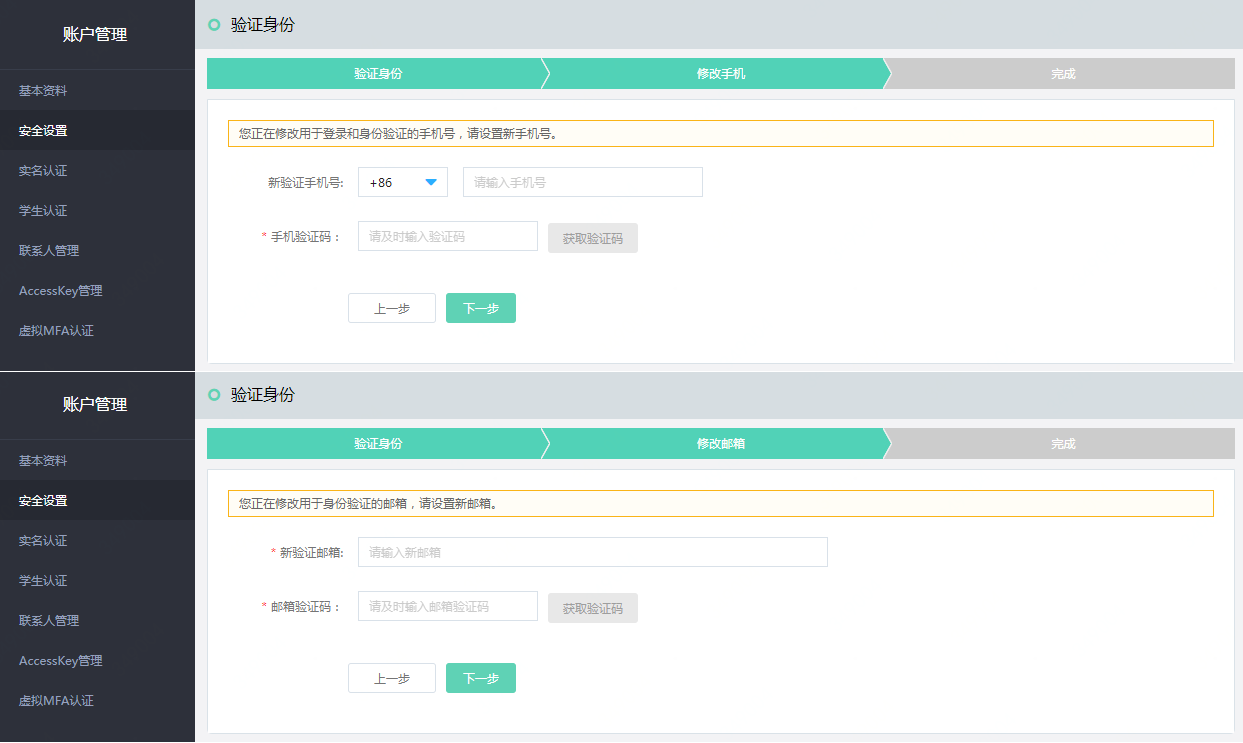 账户管理
基本资料
安全设置
实名认证
学生认证
联系人管理
AccessKey管理
虚拟MFA认证
验证身份
验证身份
修改手机
完成
您正在修改用于登录和身份验证的手机号，请设置新手机号。
新验证手机号: +86 请输入手机号
* 手机验证码： 请及时输入验证码 获取验证码
上一步 下一步
账户管理
基本资料
安全设置
实名认证
学生认证
联系人管理
AccessKey管理
虚拟MFA认证
验证身份
验证身份
修改邮箱
完成
您正在修改用于身份验证的邮箱，请设置新邮箱。
* 新验证邮箱: 请输入新邮箱
* 邮箱验证码： 请及时输入邮箱验证码 获取验证码
上一步 下一步